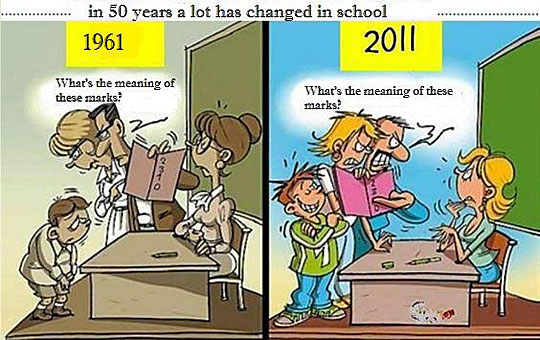 in 50 years a lot has changed in school
1961
2011
What's the meaning of
these marks?
What's the meaning of these
marks?